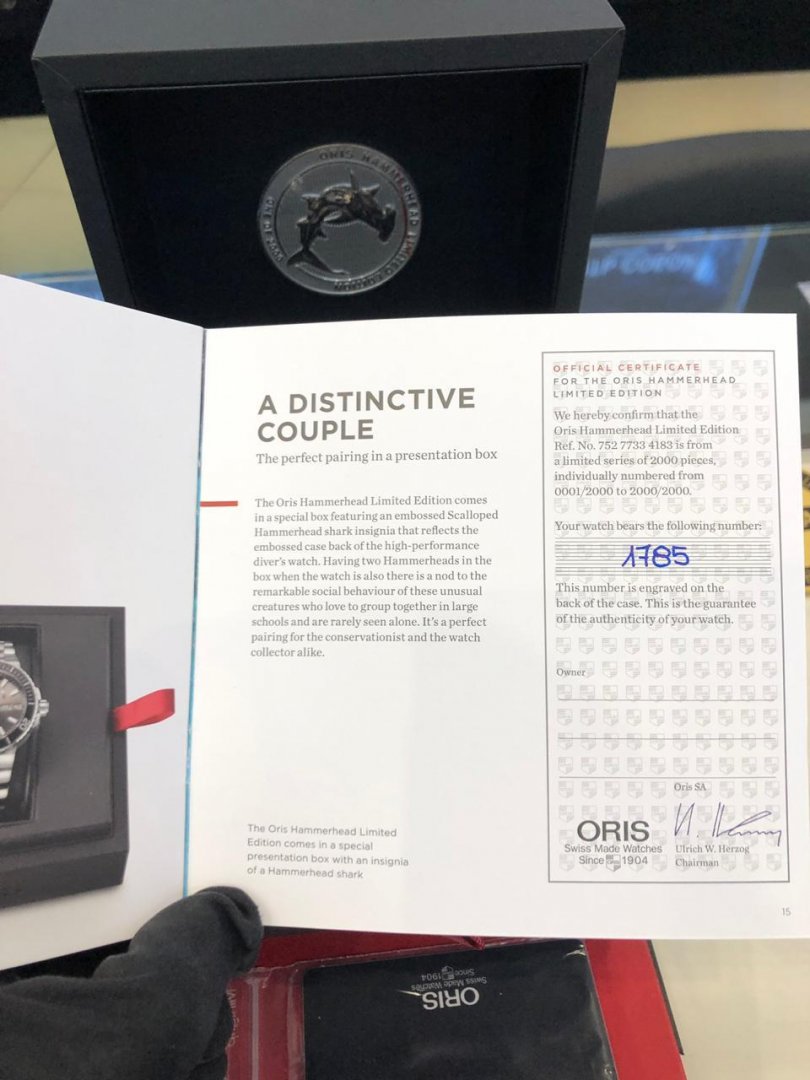 ORIS HAMMERHEAD
LIMITED EDITION
ONE OF 2000
A DISTINCTIVE
COUPLE
The perfect pairing in a presentation box
The Oris Hammerhead Limited Edition comes
in a special box featuring an embossed Scalloped
Hammerhead shark insignia that reflects the
embossed case back of the high-performance
diver's watch. Having two Hammerheads in the
box when the watch is also there is a nod to the
remarkable social behaviour of these unusual
creatures who love to group together in large
schools and are rarely seen alone. It's a perfect
pairing for the conservationist and the watch
collector alike.
The Oris Hammerhead Limited
Edition comes in a special
presentation box with an insignia
of a Hammerhead shark
OFFICIAL CERTIFICATE
FOR THE ORIS HAMMERHEAD
LIMITED EDITION
We hereby confirm that the
Oris Hammerhead Limited Edition
Ref. No. 752 7733 4183 is from
a limited series of 2000 pieces,
individually numbered from
0001/2000 to 2000/2000.
Your watch bears the following number:
1785
This number is engraved on the
back of the case. This is the guarantee
of the authenticity of your watch.
Owner
Oris SA
ORIS
Swiss Made Watches
Since 1904
Ulrich W. Herzog
Chairman
15
ORIS
Swiss Made Watches
Since 1904